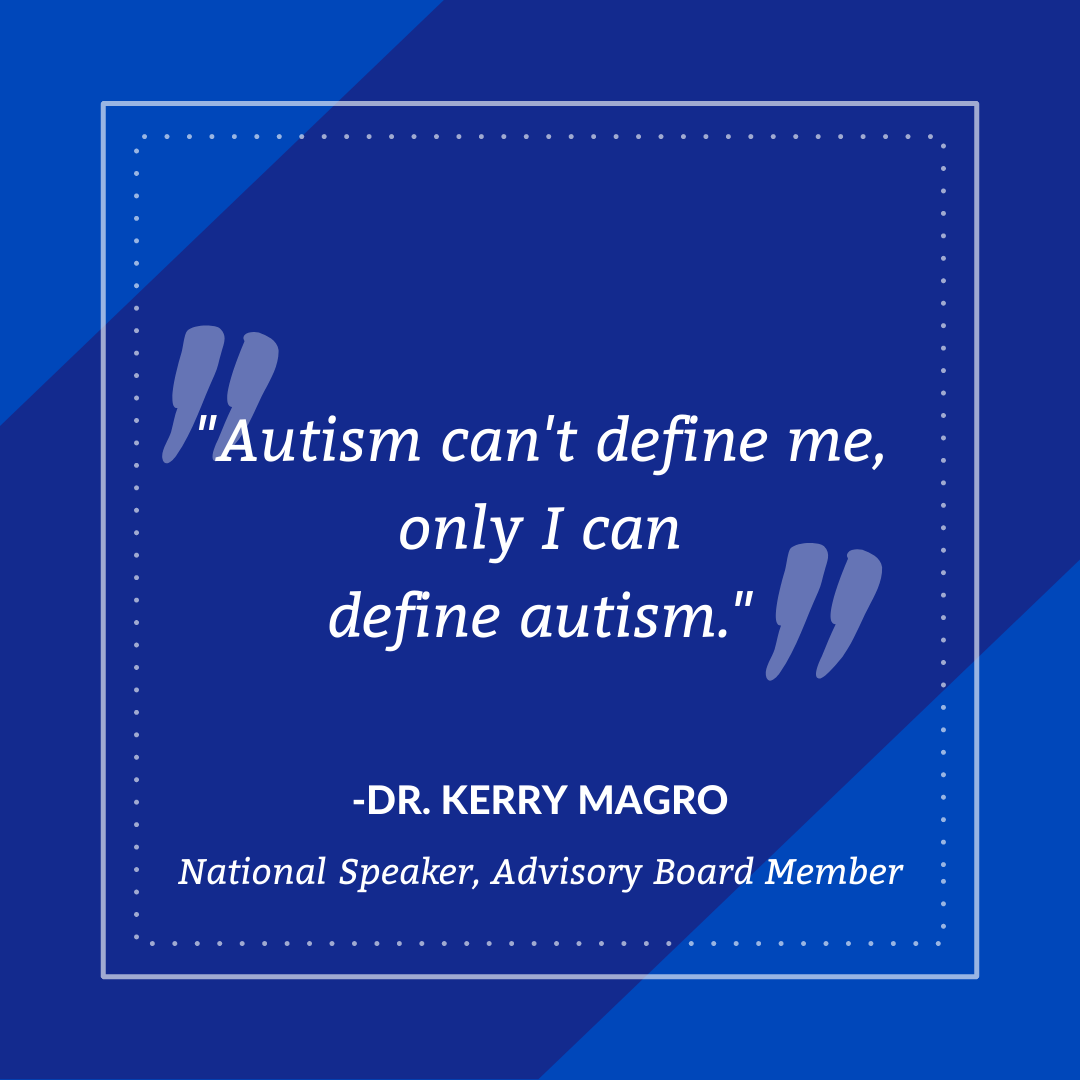 "Autism can't define me,
only I can
define autism."
-DR. KERRY MAGRO
National Speaker, Advisory Board Member